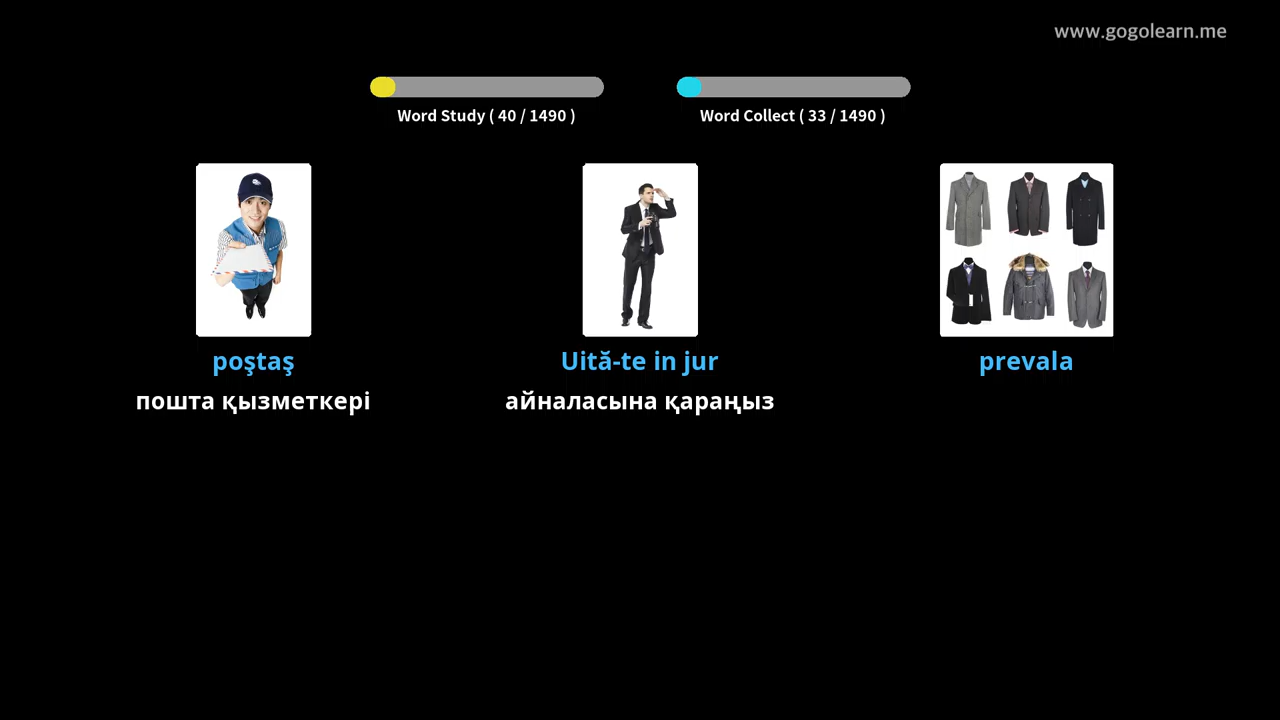 www.gogolearn.me
Word Study ( 40 / 1490 )
Word Collect ( 33 / 1490 )
poştaş
Uită-te in jur
prevala
пошта қызметкері
айналасына қараңыз